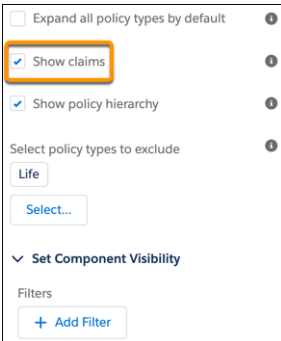 Expand all policy types by default
Show claims
Show policy hierarchy
Select policy types to exclude
Life
Select...
Set Component Visibility
Filters
+ Add Filter